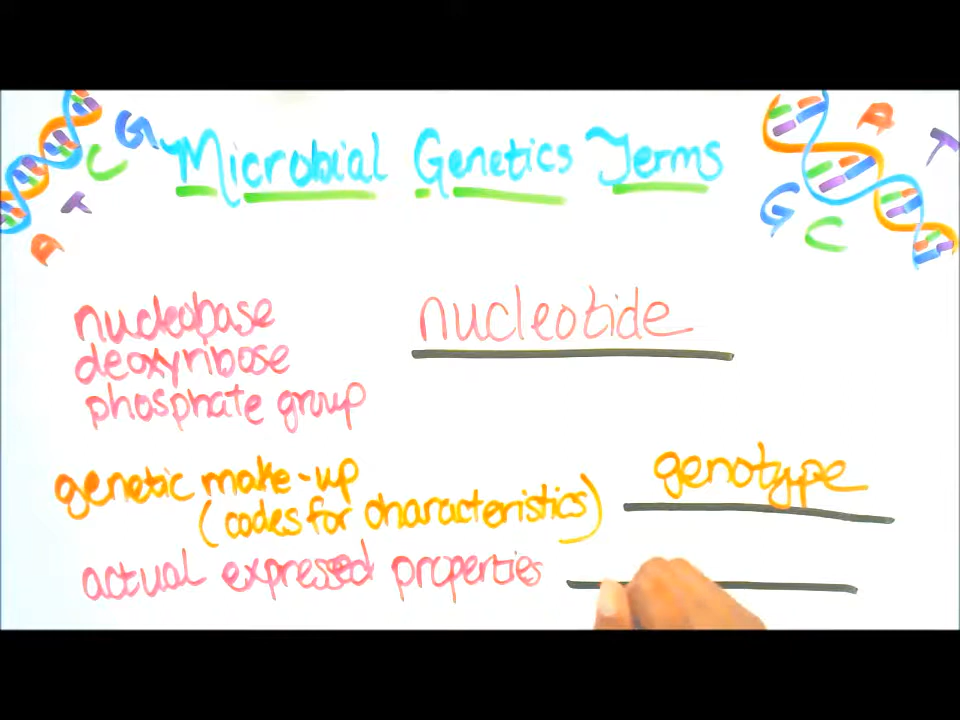 G C T A
Microbial Genetics Terms
A T G C
nucleobase
deoxyribose
phosphate group
nucleotide
genetic make-up
(codes for characteristics)
genotype
actual expressed properties